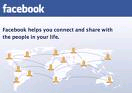 facebook
Facebook helps you connect and share with
the people in your life.